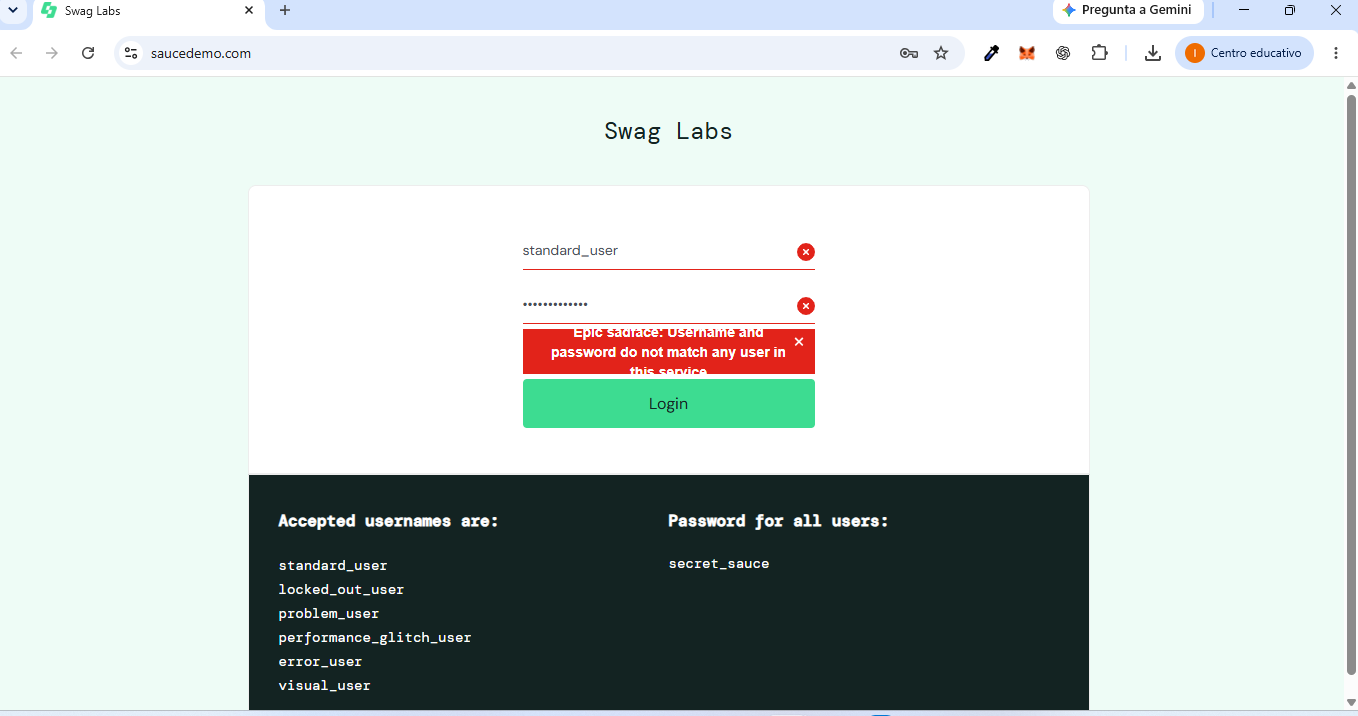 Swag Labs
Pregunta a Gemini
saucedemo.com
I
Centro educativo
Swag Labs
standard_user
•••••••••••••
Epic sadface: Username and
password do not match any user in
this service
Login
Accepted usernames are:
standard_user
locked_out_user
problem_user
performance_glitch_user
error_user
visual_user
Password for all users:
secret_sauce